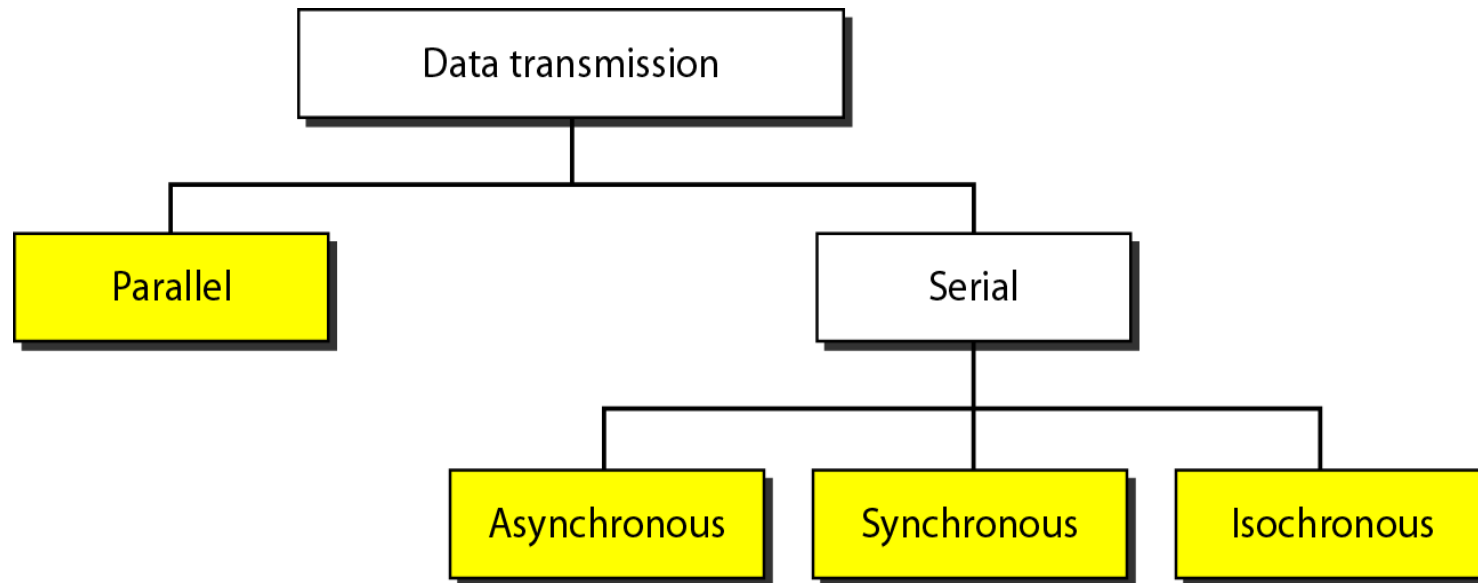 Data transmission
Parallel
Serial
Asynchronous
Synchronous
Isochronous